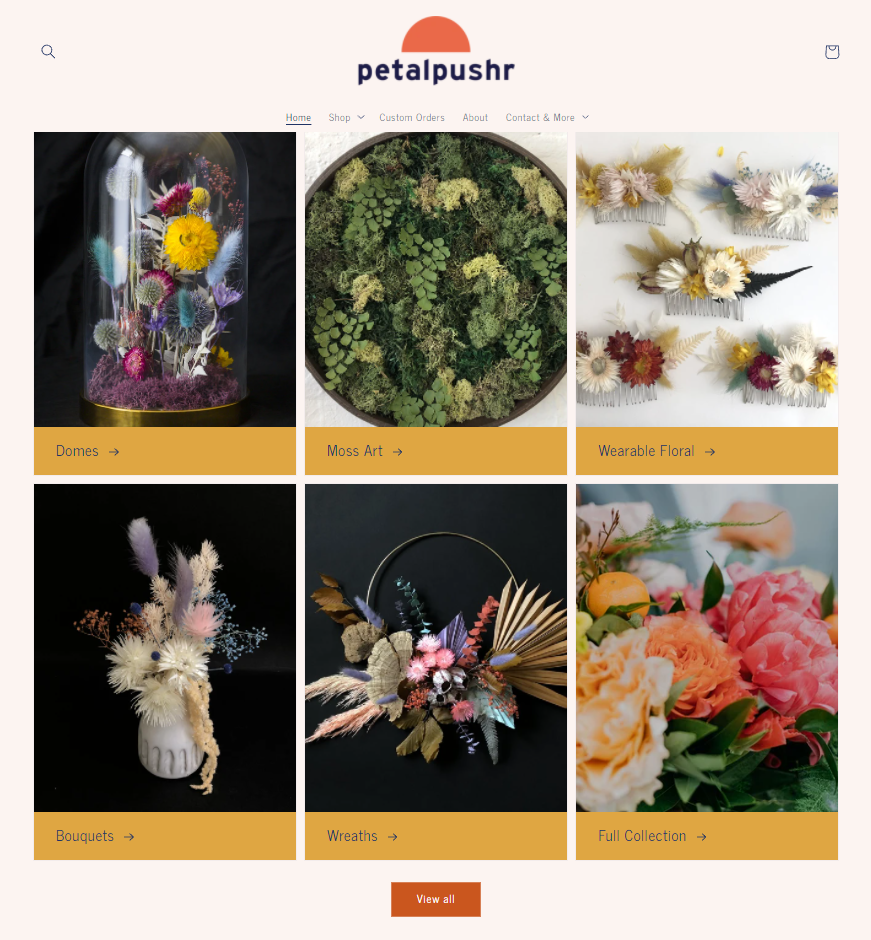 petalpushr
Home Shop Custom Orders About Contact & More
Domes → Moss Art → Wearable Floral →
Bouquets → Wreaths → Full Collection →
View all